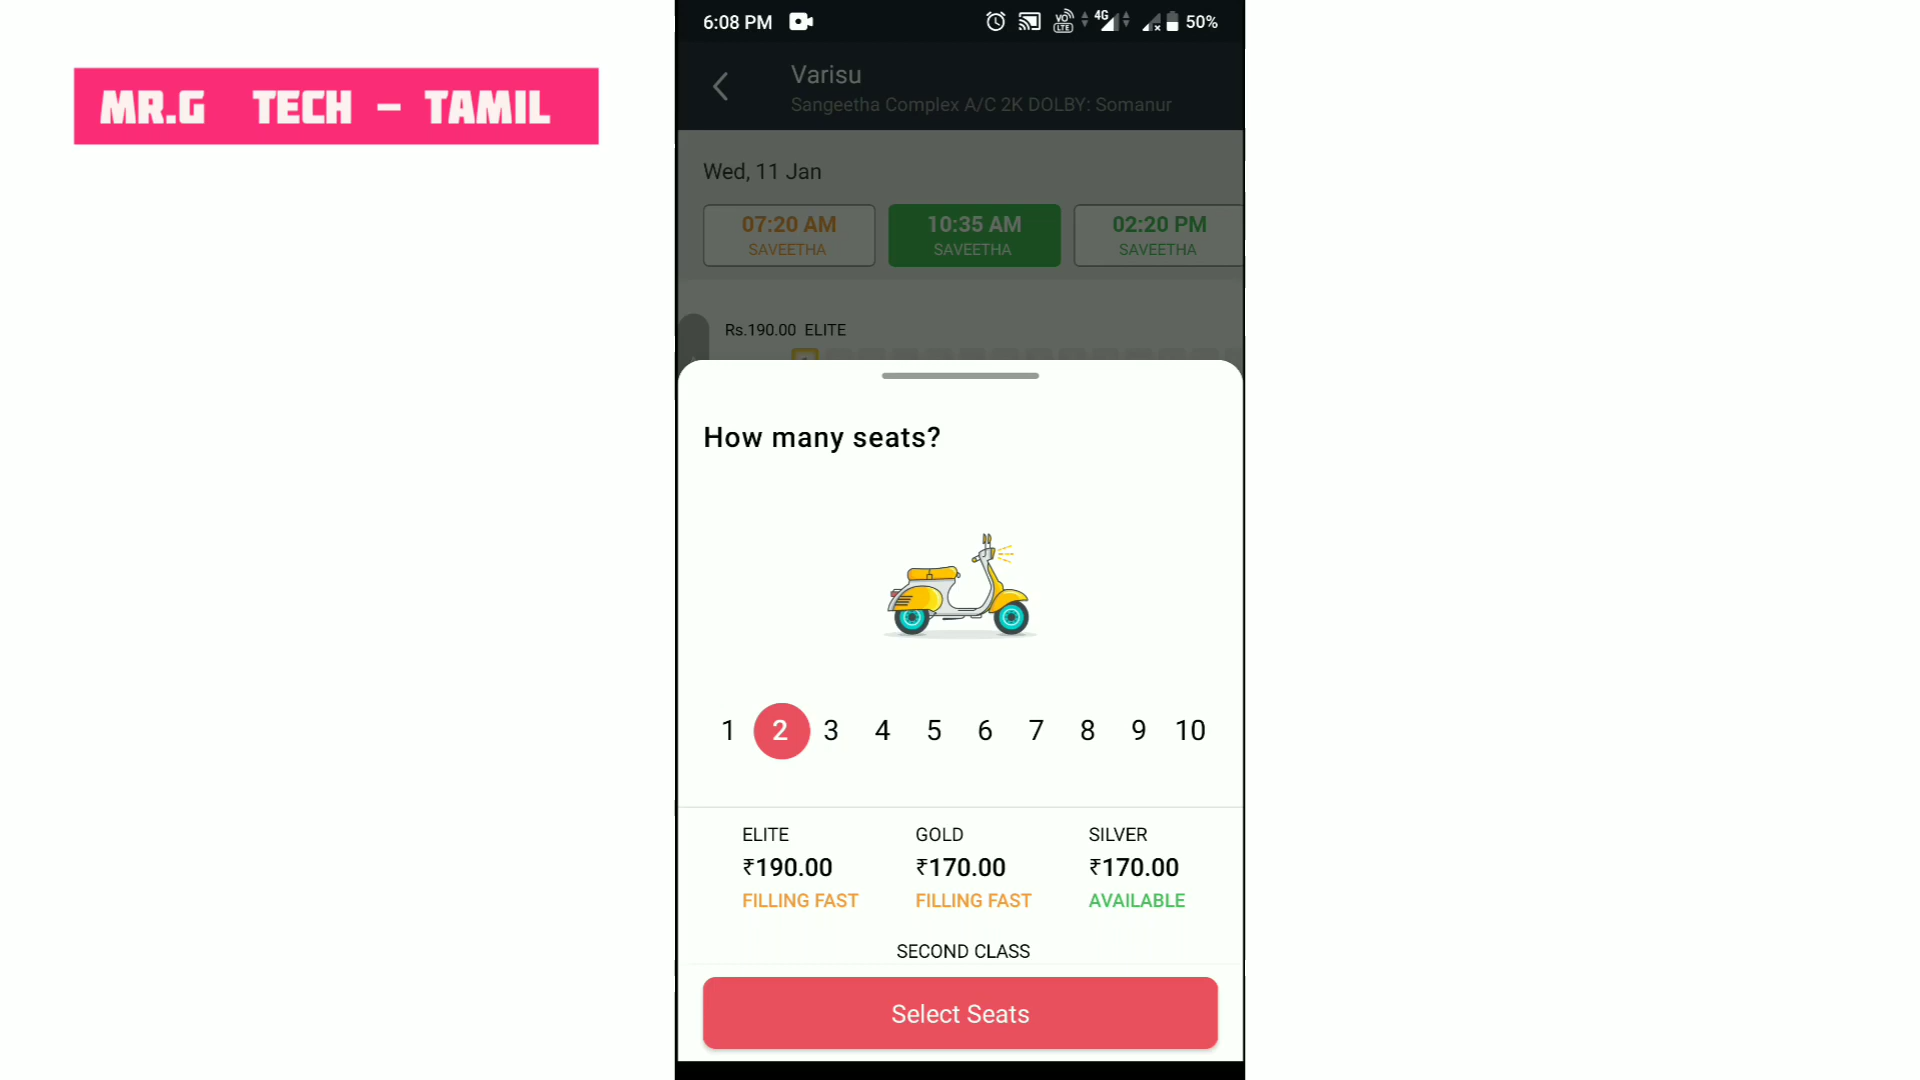 MR.G TECH - TAMIL
6:08 PM
VO LTE
4G
50%
Varisu
Sangeetha Complex A/C 2K DOLBY: Somanur
Wed, 11 Jan
07:20 AM
SAVEETHA
10:35 AM
SAVEETHA
02:20 PM
SAVEETHA
Rs.190.00 ELITE
How many seats?
1 2 3 4 5 6 7 8 9 10
ELITE
₹190.00
FILLING FAST
GOLD
₹170.00
FILLING FAST
SILVER
₹170.00
AVAILABLE
SECOND CLASS
Select Seats